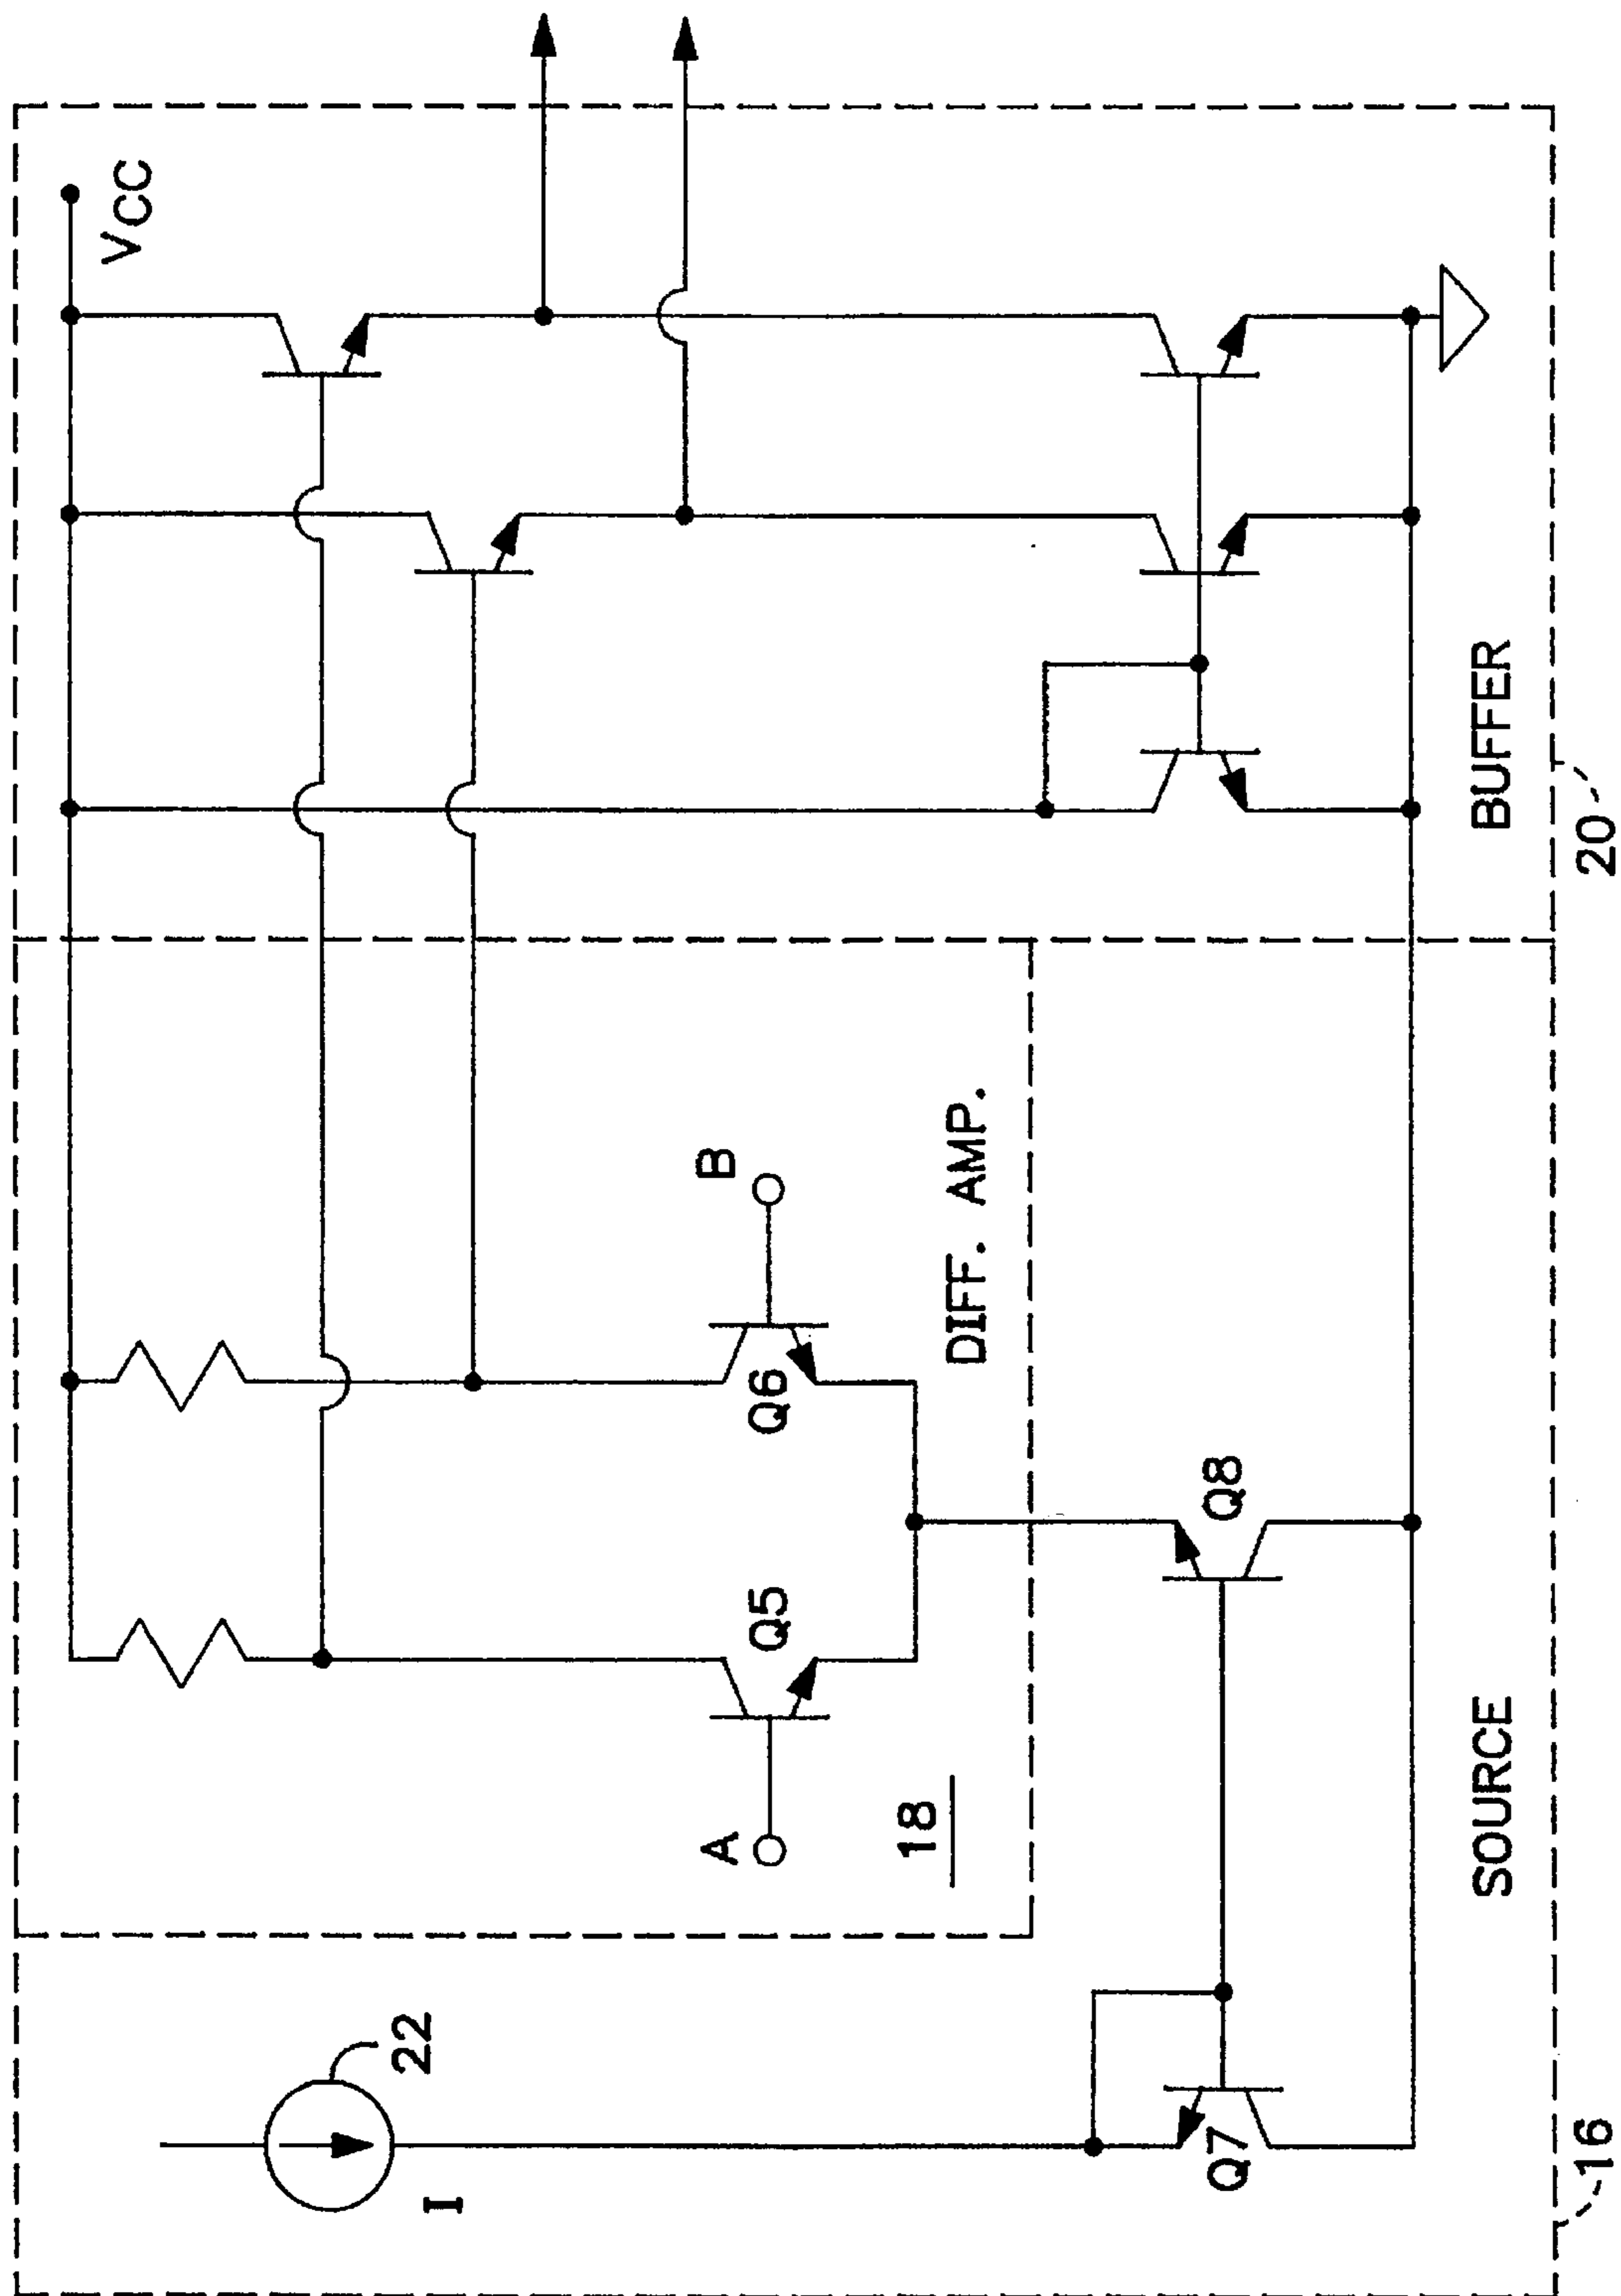 VCC
B
Q6
Q5
A
DIFF. AMP.
18
22
I
Q8
Q7
BUFFER
SOURCE
20
16